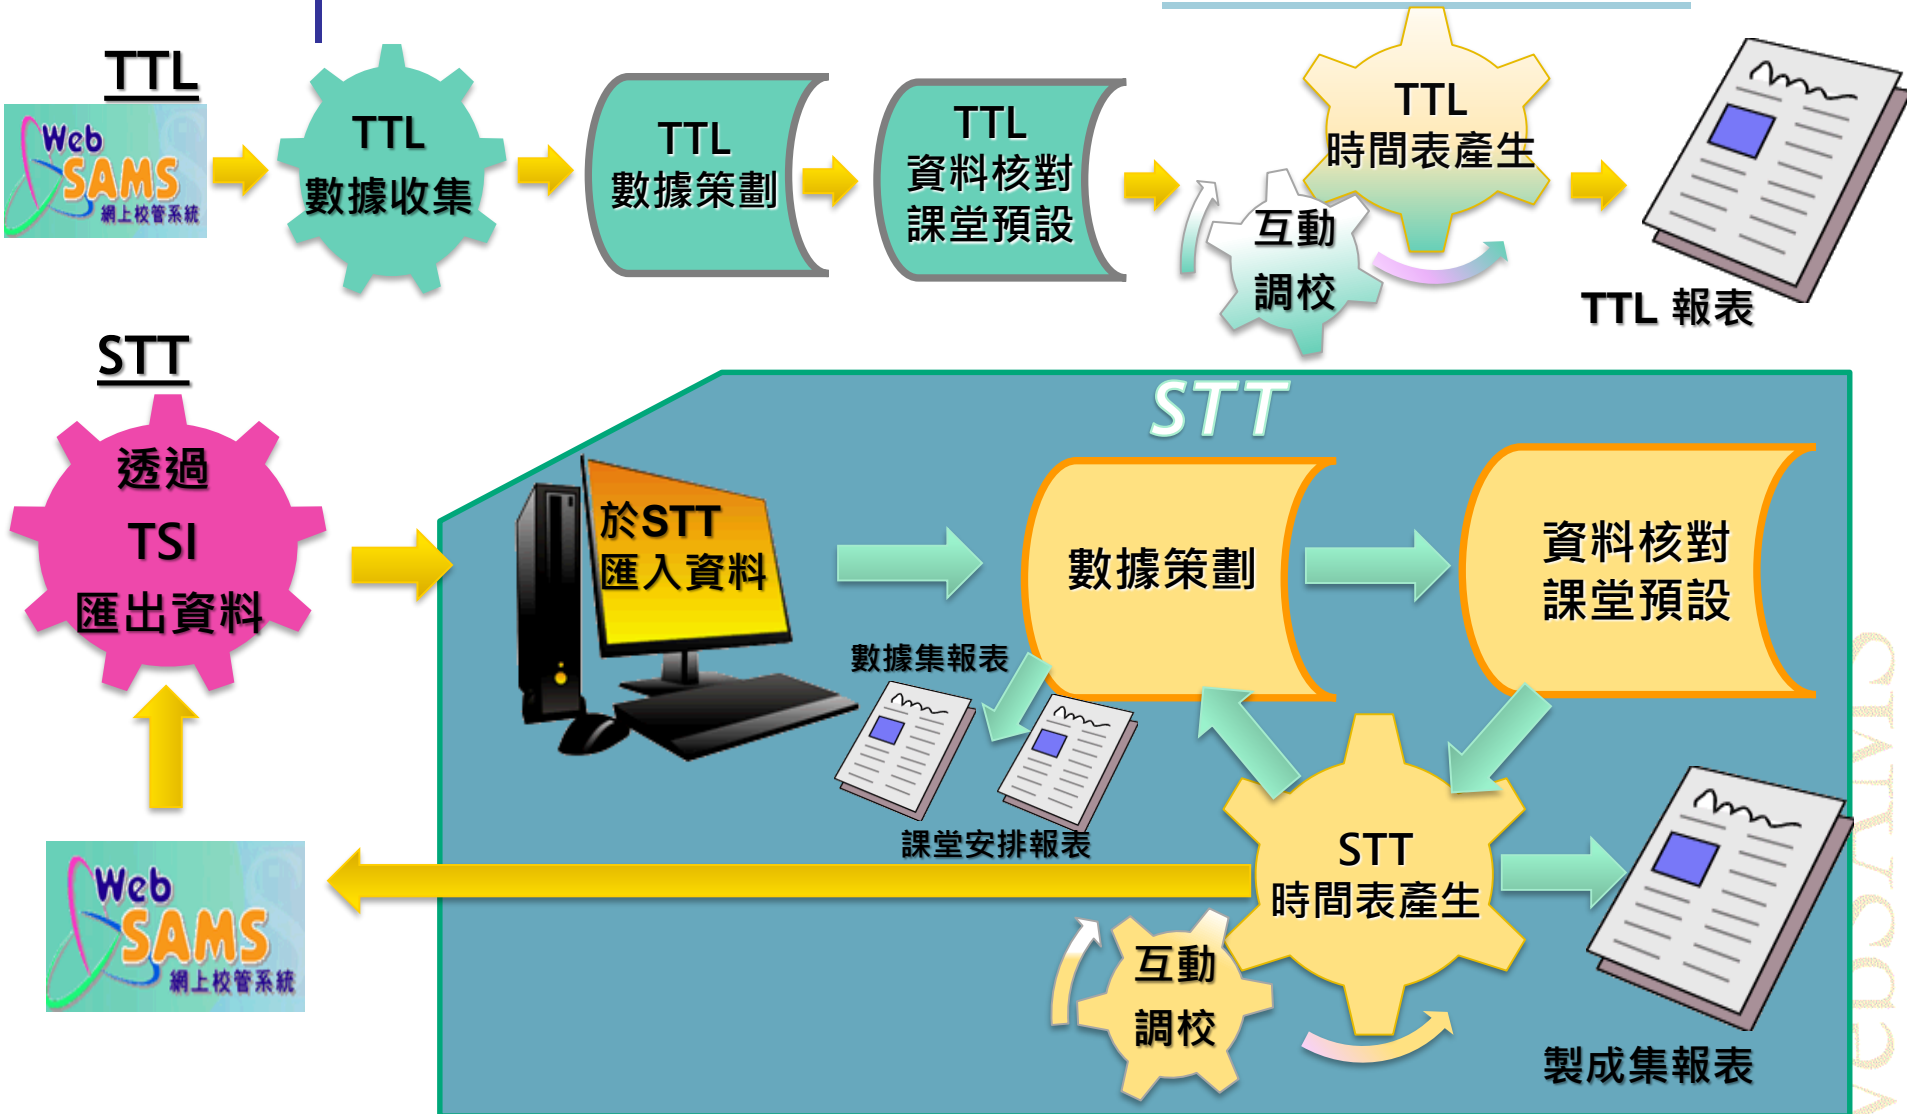 TTL
Web
SAMS
網上校管系統
TTL
數據收集
TTL
數據策劃
TTL
資料核對
課堂預設
互動
調校
TTL
時間表產生
TTL 報表
STT
透過
TSI
匯出資料
STT
於STT
匯入資料
數據策劃
資料核對
課堂預設
數據集報表
課堂安排報表
STT
時間表產生
互動
調校
製成集報表
Web
SAMS
網上校管系統
WebSAMS